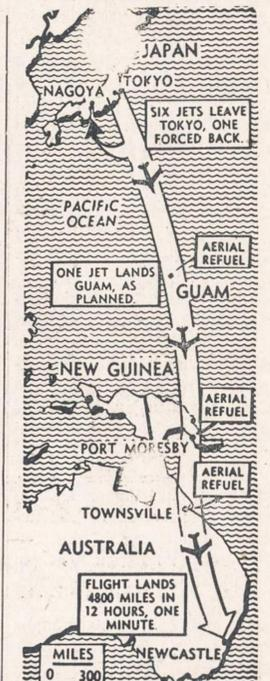 JAPAN
TOKYO
NAGOYA
SIX JETS LEAVE
TOKYO, ONE
FORCED BACK.
PACIFIC
OCEAN
AERIAL
REFUEL
ONE JET LANDS
GUAM, AS
PLANNED.
GUAM
NEW GUINEA
AERIAL
REFUEL
PORT MORESBY
AERIAL
REFUEL
TOWNSVILLE
AUSTRALIA
FLIGHT LANDS
4800 MILES IN
12 HOURS, ONE
MINUTE.
MILES
0 300
NEWCASTLE